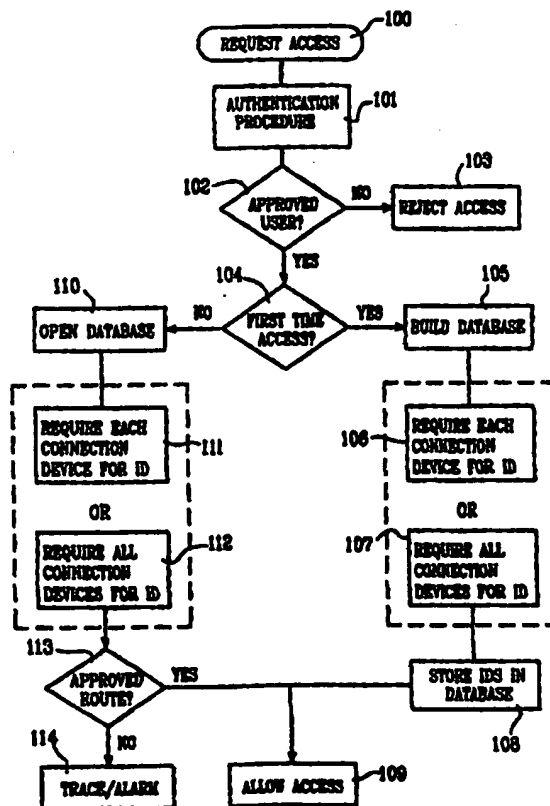 100
REQUEST ACCESS
101
AUTHENTICATION
PROCEDURE
102
APPROVED
USER?
NO
103
REJECT ACCESS
YES
104
FIRST TIME
ACCESS?
NO
YES
110
OPEN DATABASE
105
BUILD DATABASE
REQUIRE EACH
CONNECTION
DEVICE FOR ID
111
OR
REQUIRE ALL
CONNECTION
DEVICES FOR ID
112
106
REQUIRE EACH
CONNECTION
DEVICE FOR ID
OR
107
REQUIRE ALL
CONNECTION
DEVICES FOR ID
113
APPROVED
ROUTE?
YES
NO
STORE IDS IN
DATABASE
108
114
TRACE/ALARM
ALLOW ACCESS
109